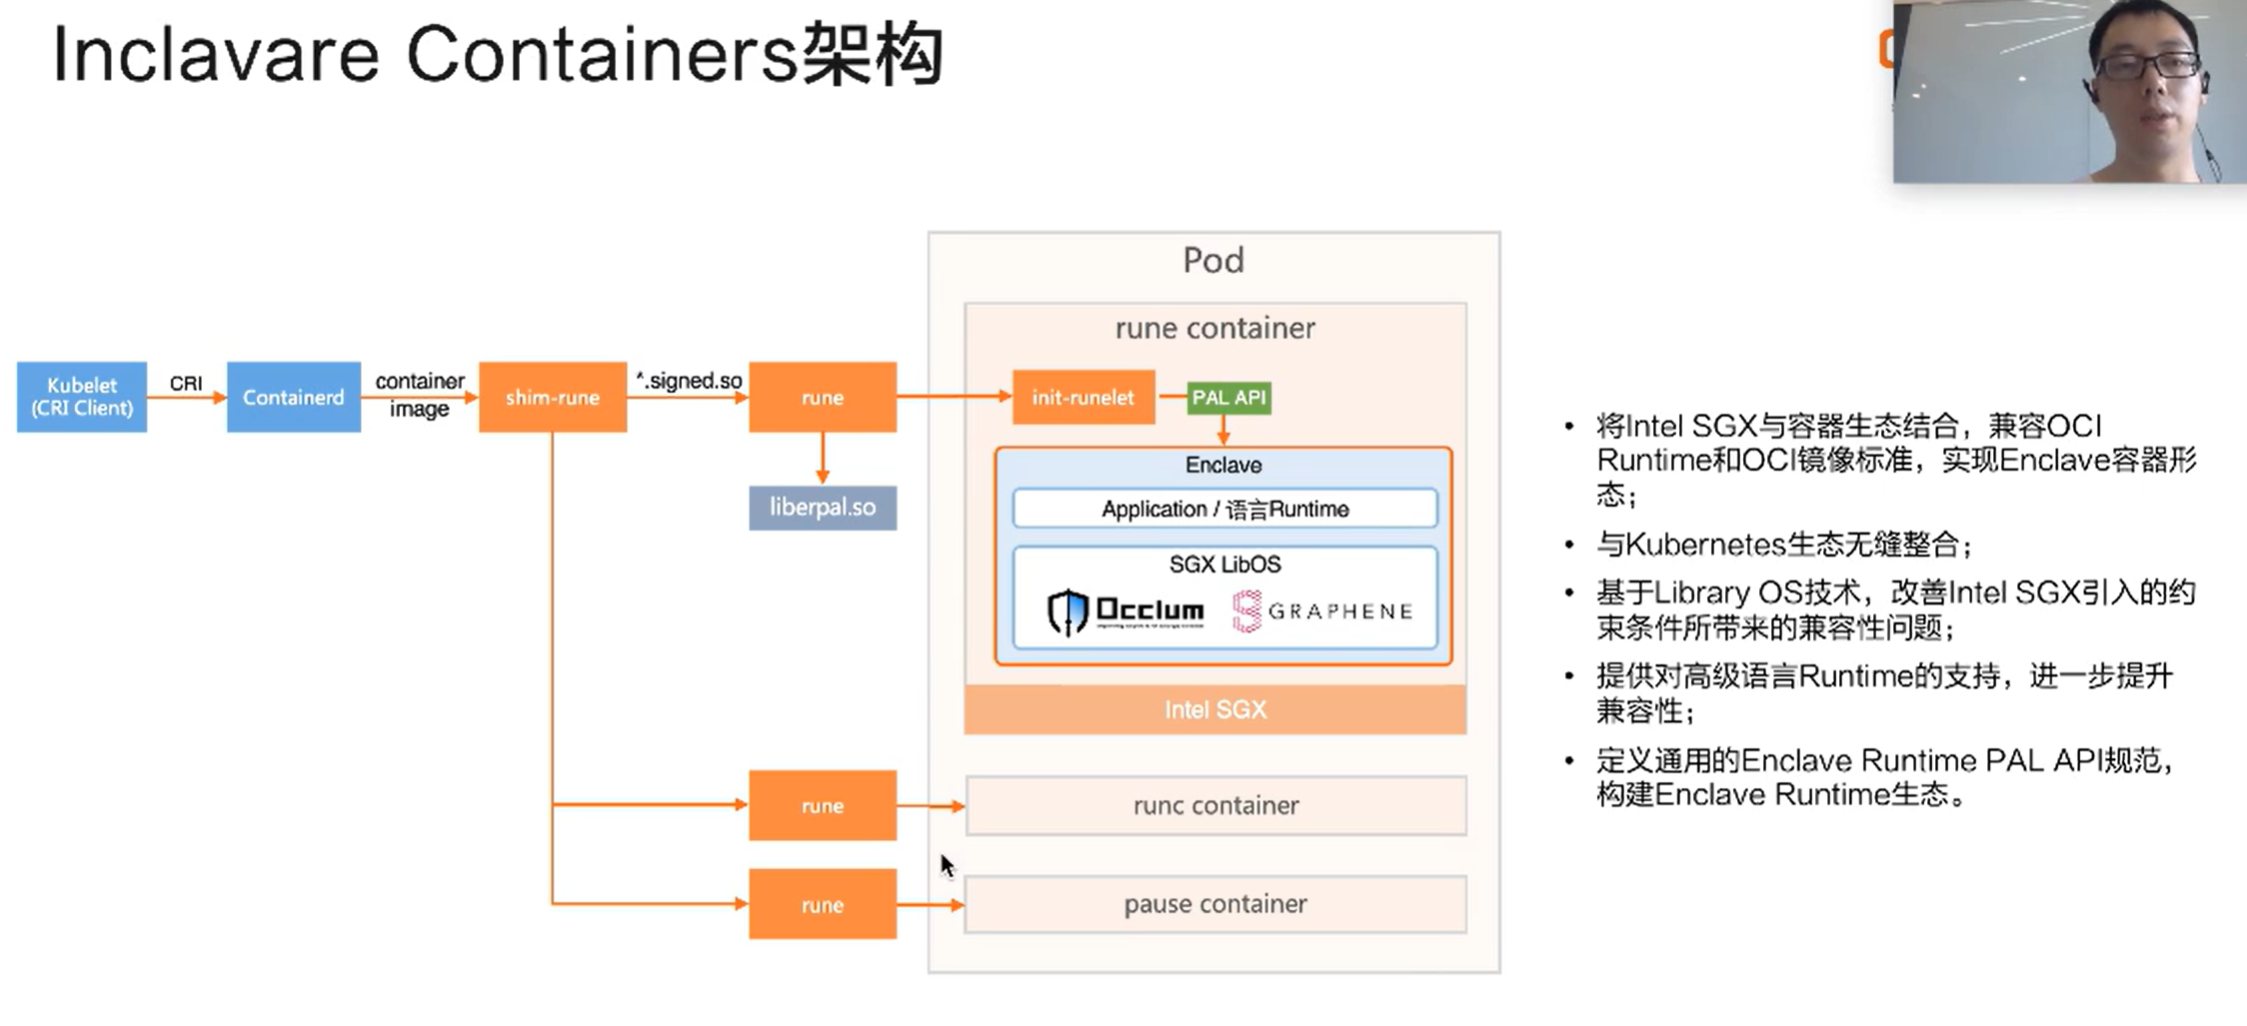 Inclavare Containers架构
Pod
rune container
Kubelet
(CRI Client)
CRI
Containerd
container
image
shim-rune
*.signed.so
rune
liberpal.so
init-runelet
PAL API
Enclave
Application / 语言Runtime
SGX LibOS
Occlum
GRAPHENE
Intel SGX
rune
runc container
rune
pause container
• 将Intel SGX与容器生态结合，兼容OCI
Runtime和OCI镜像标准，实现Enclave容器形
态；
• 与Kubernetes生态无缝整合；
• 基于Library OS技术，改善Intel SGX引入的约
束条件所带来的兼容性问题；
• 提供对高级语言Runtime的支持，进一步提升
兼容性；
• 定义通用的Enclave Runtime PAL API规范，
构建Enclave Runtime生态。